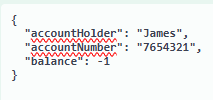 {
"accountHolder": "James",
"accountNumber": "7654321",
"balance": -1
}